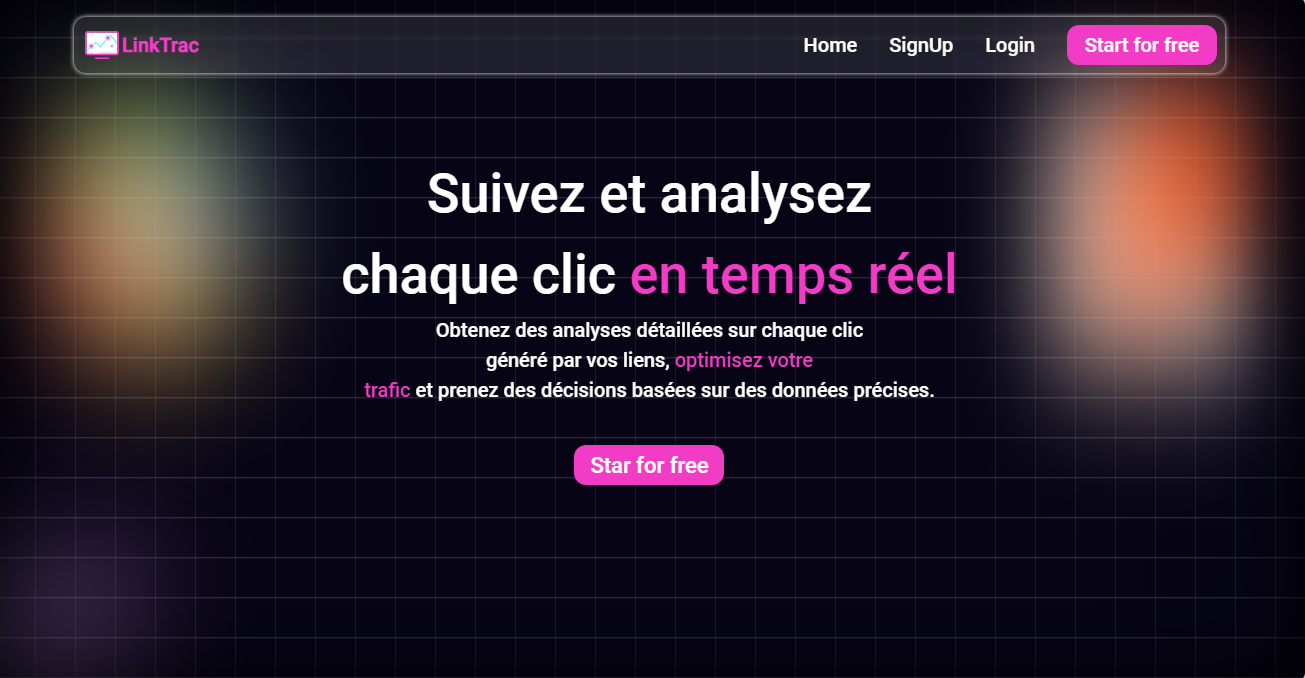 LinkTrac
Home SignUp Login Start for free
Suivez et analysez
chaque clic en temps réel
Obtenez des analyses détaillées sur chaque clic
généré par vos liens, optimisez votre
trafic et prenez des décisions basées sur des données précises.
Star for free